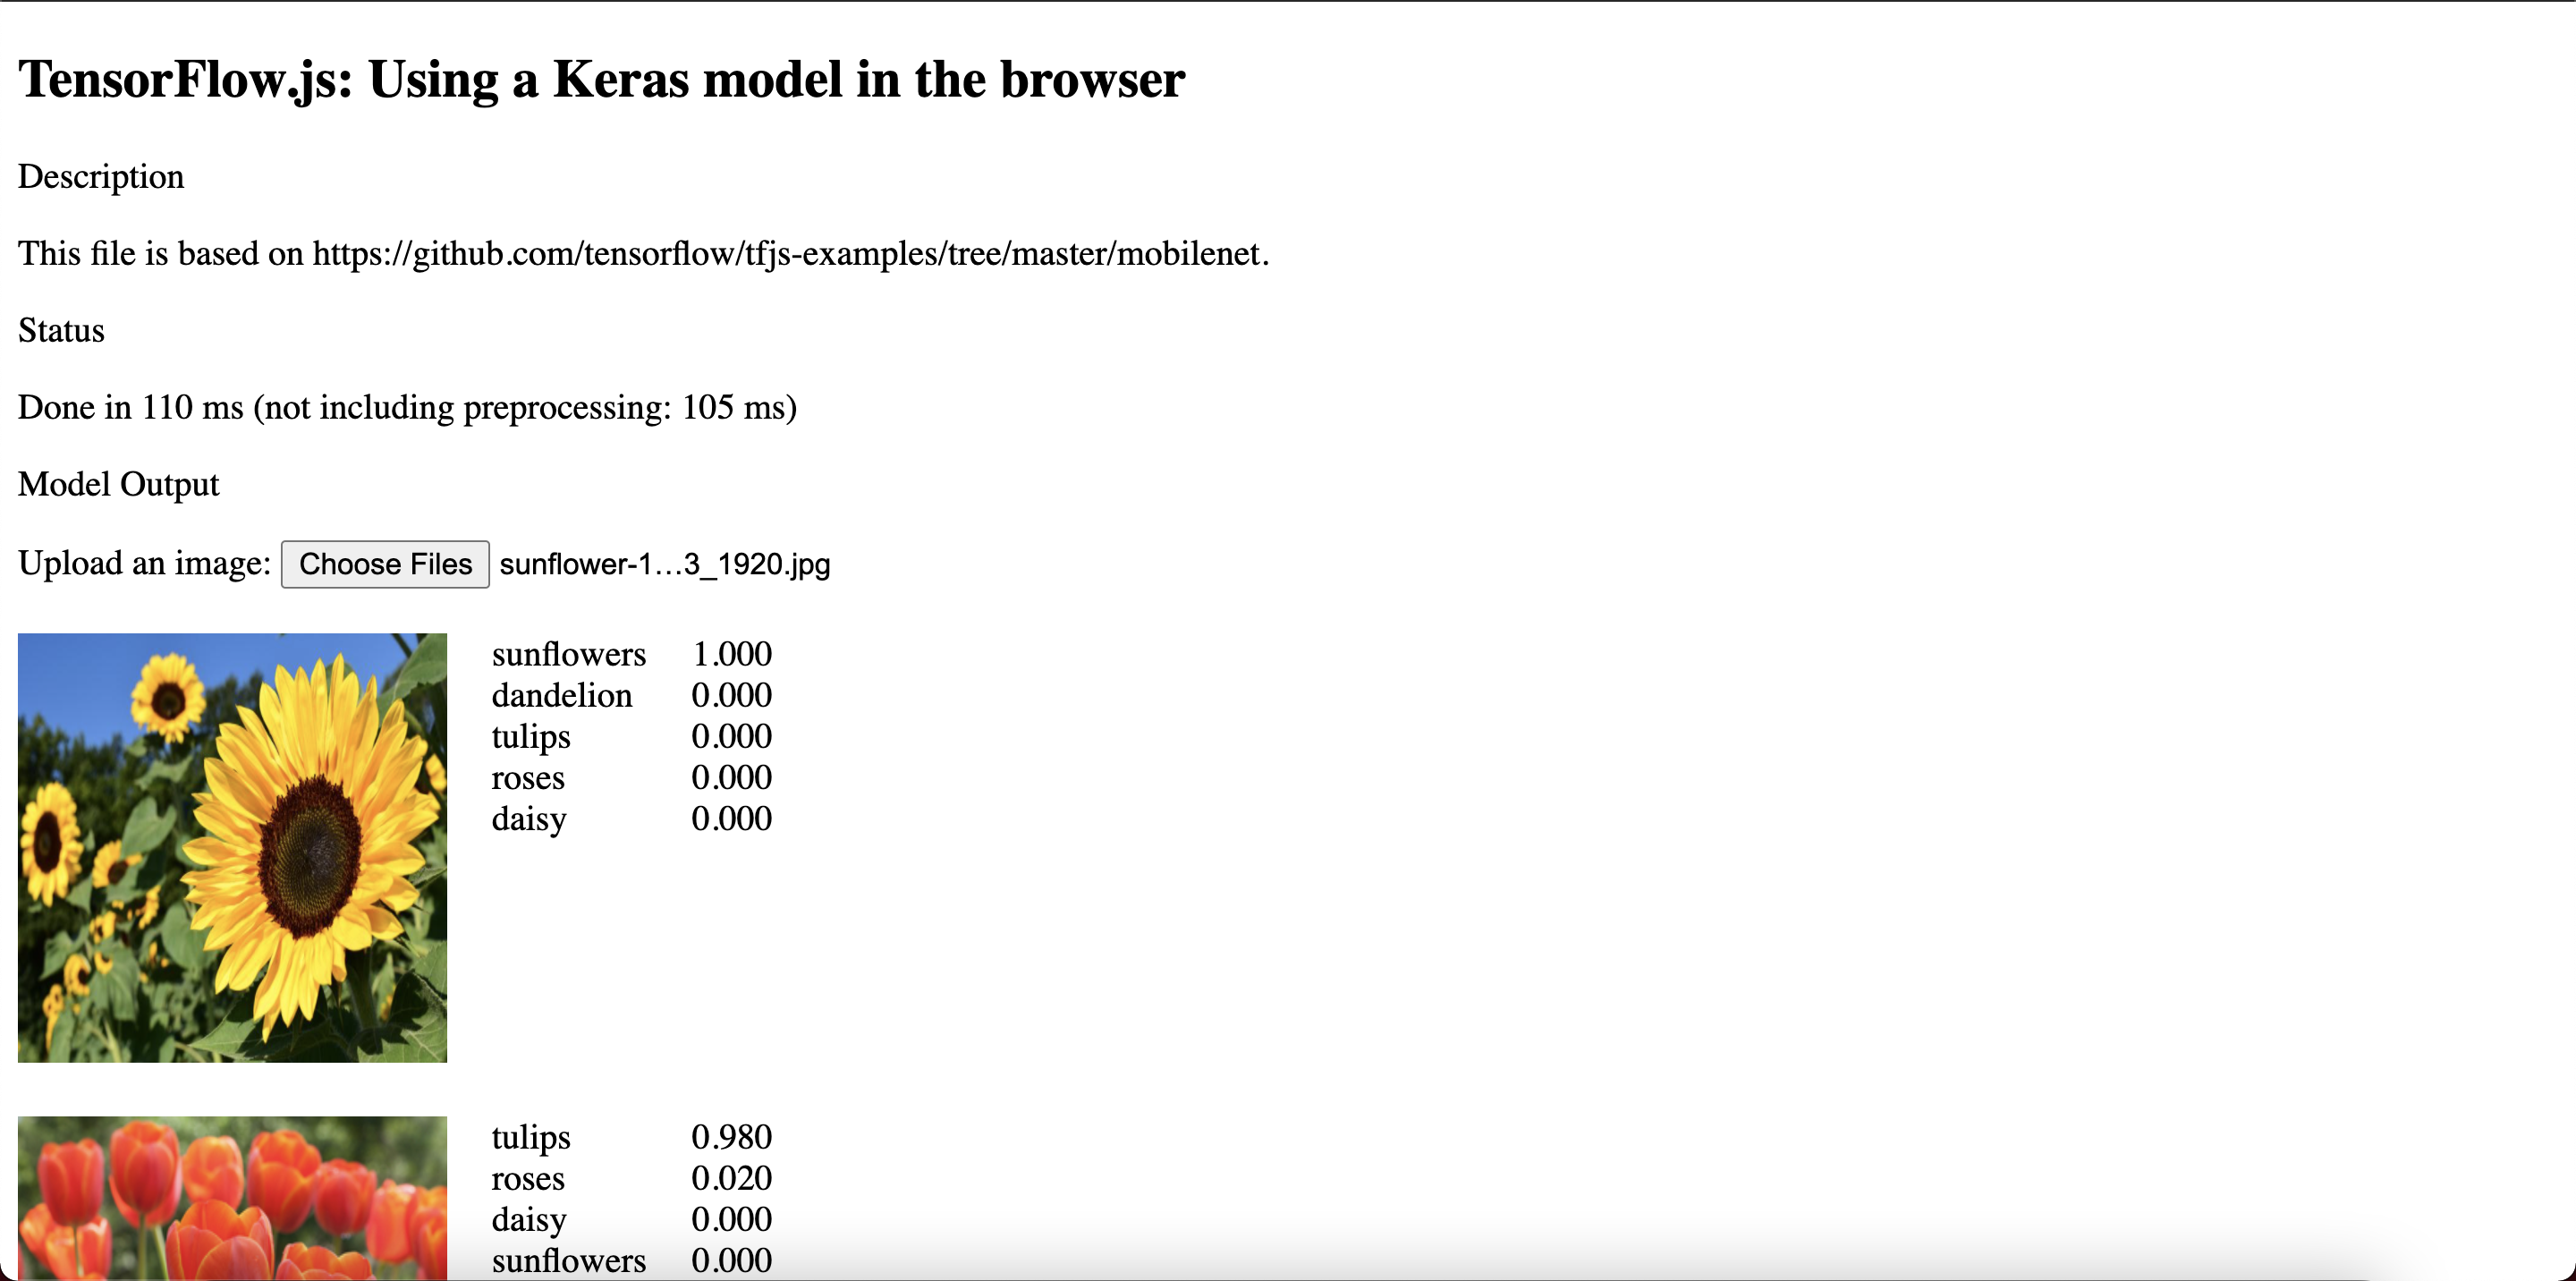 TensorFlow.js: Using a Keras model in the browser
Description
This file is based on https://github.com/tensorflow/tfjs-examples/tree/master/mobilenet.
Status
Done in 110 ms (not including preprocessing: 105 ms)
Model Output
Upload an image: Choose Files sunflower-1...3_1920.jpg
sunflowers 1.000
dandelion 0.000
tulips 0.000
roses 0.000
daisy 0.000
tulips 0.980
roses 0.020
daisy 0.000
sunflowers 0.000